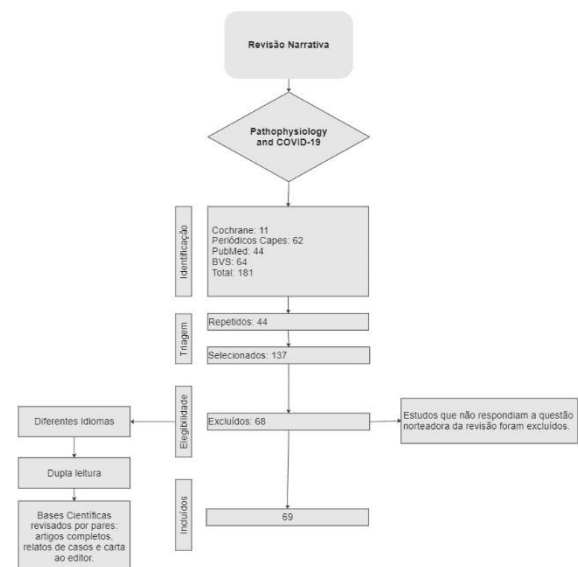 Revisão Narrativa
Pathophysiology
and COVID-19
Identificação
Cochrane: 11
Periódicos Capes: 62
PubMed: 44
BVS: 64
Total: 181
Triagem
Repetidos: 44
Selecionados: 137
Elegibilidade
Diferentes Idiomas
Excluídos: 68
Estudos que não respondiam a questão
norteadora da revisão foram excluídos.
Dupla leitura
Bases Científicas
revisados por pares:
artigos completos,
relatos de casos e carta
ao editor.
Incluídos
69